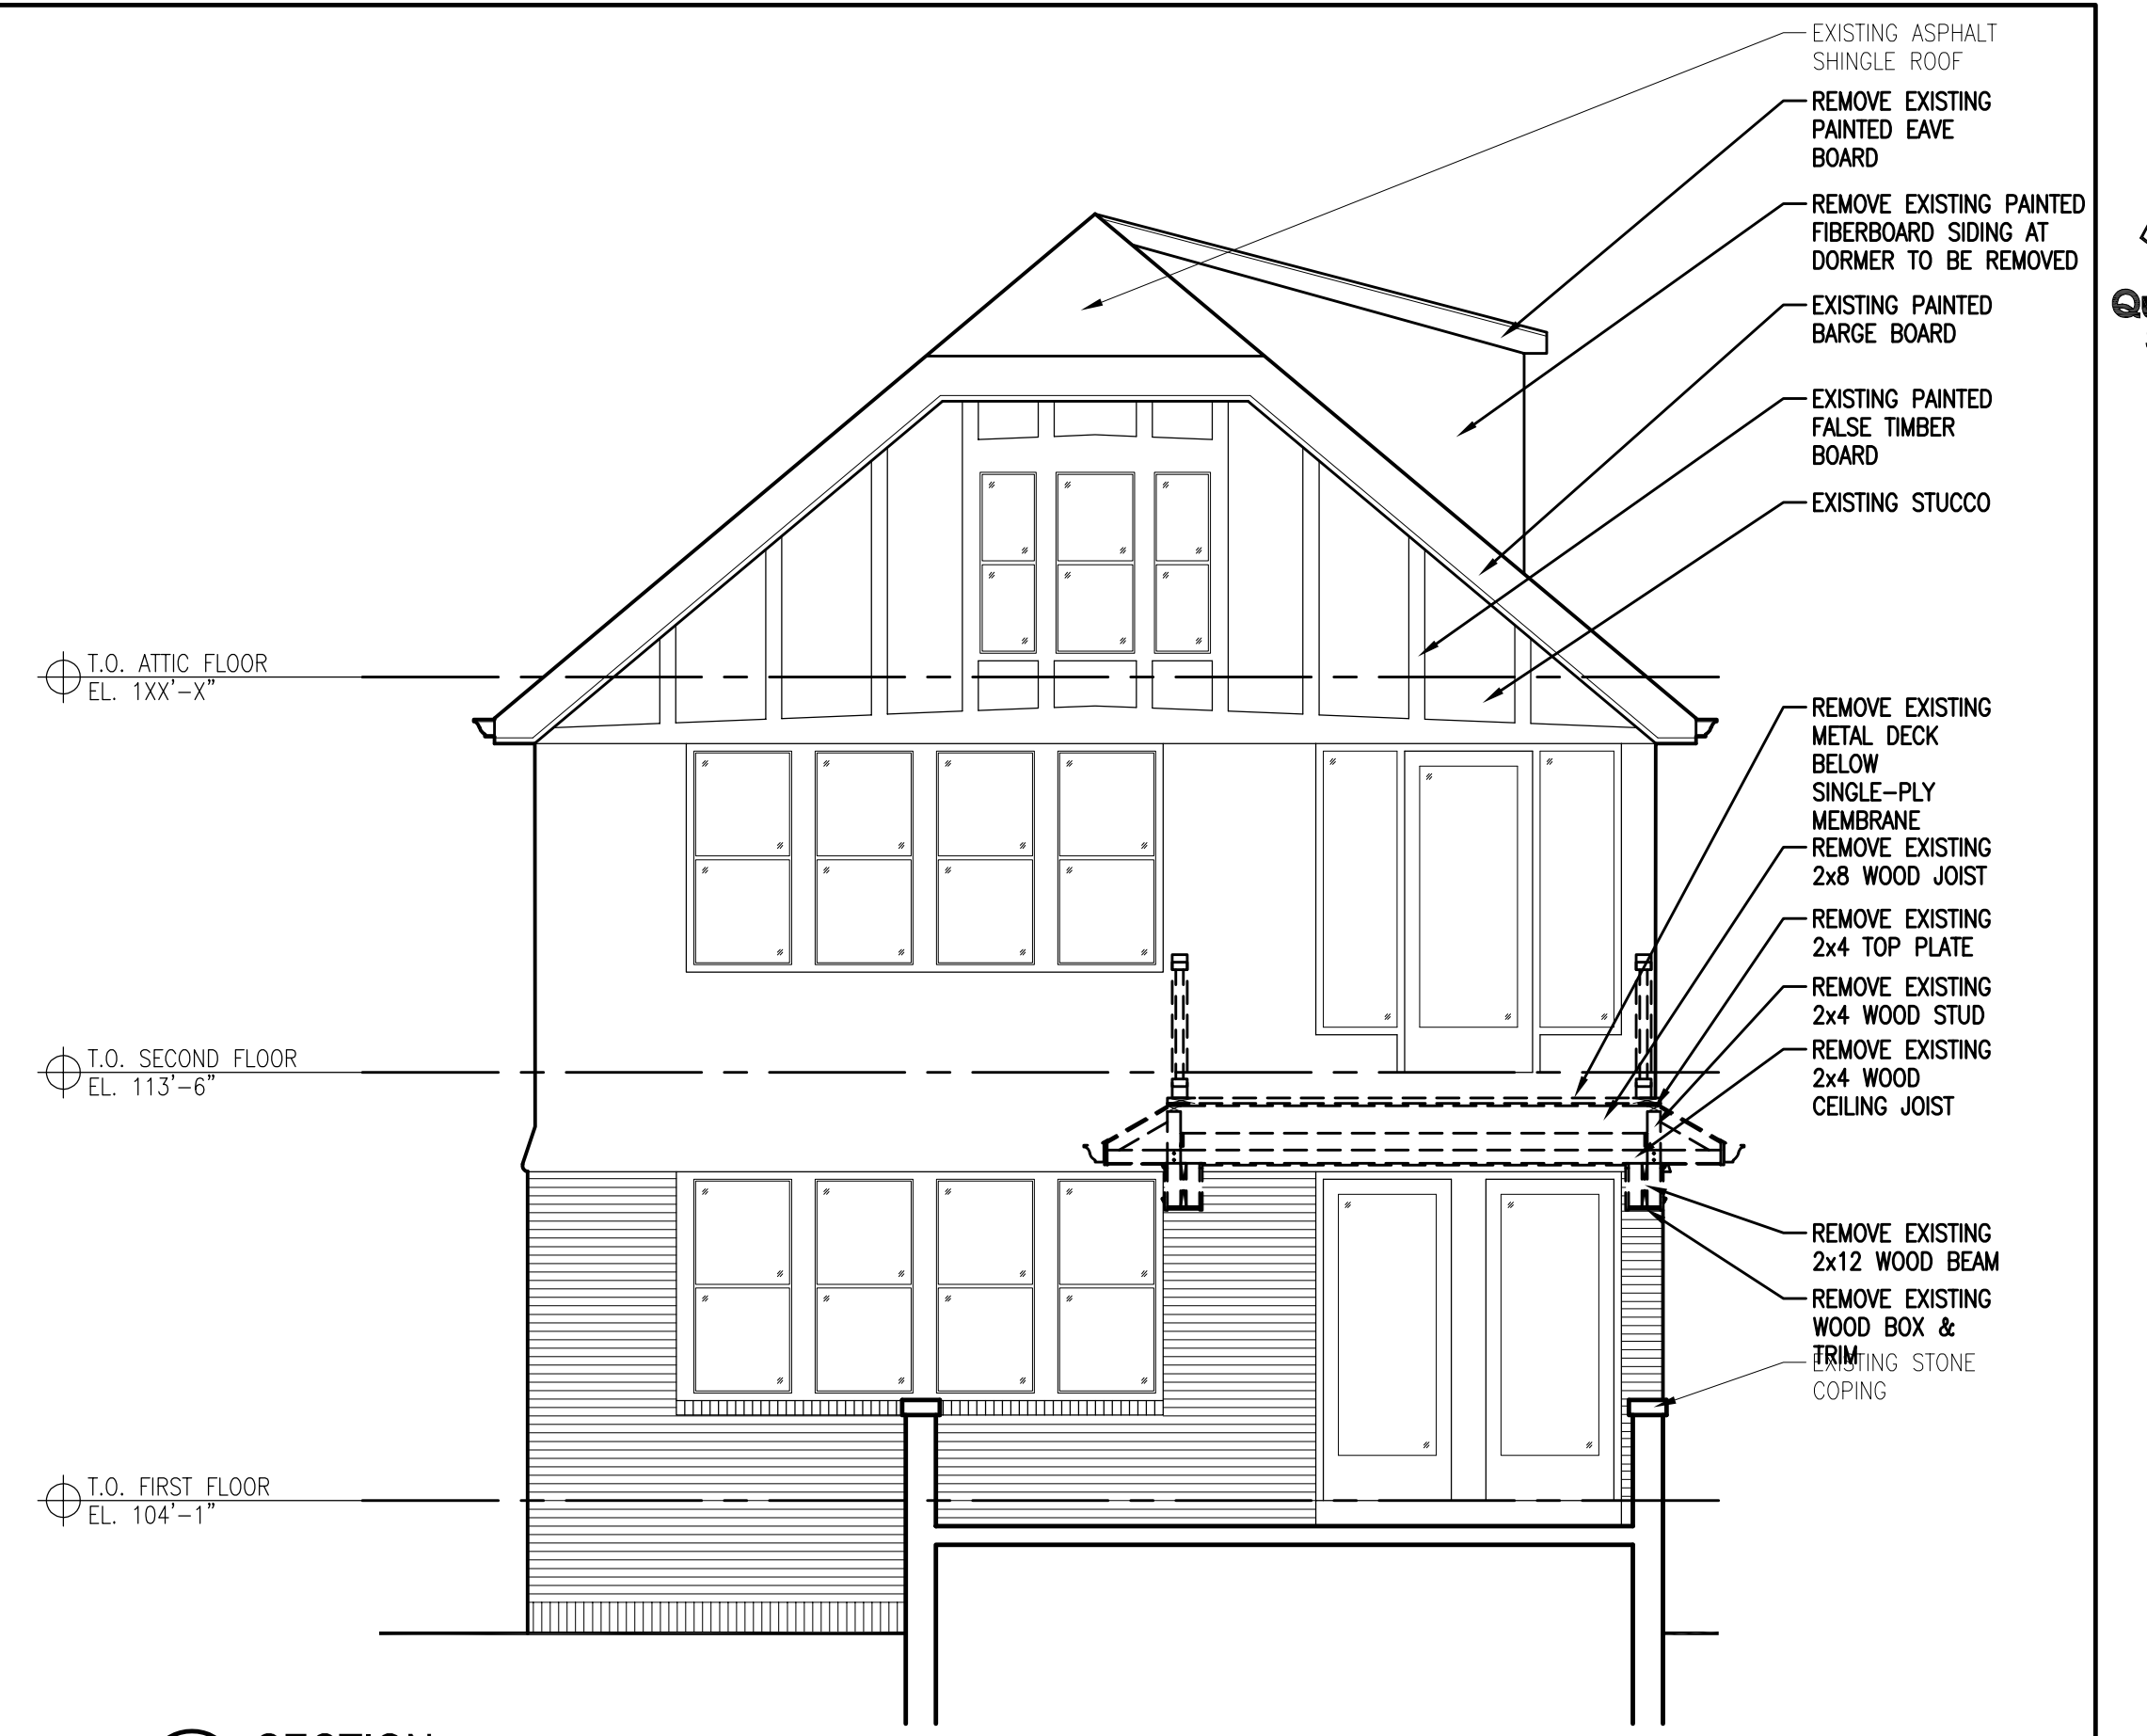 EXISTING ASPHALT
SHINGLE ROOF
REMOVE EXISTING
PAINTED EAVE
BOARD
REMOVE EXISTING PAINTED
FIBERBOARD SIDING AT
DORMER TO BE REMOVED
EXISTING PAINTED
BARGE BOARD
EXISTING PAINTED
FALSE TIMBER
BOARD
EXISTING STUCCO
T.O. ATTIC FLOOR
EL. 1XX'-X"
REMOVE EXISTING
METAL DECK
BELOW
SINGLE-PLY
MEMBRANE
REMOVE EXISTING
2x8 WOOD JOIST
REMOVE EXISTING
2x4 TOP PLATE
REMOVE EXISTING
2x4 WOOD STUD
REMOVE EXISTING
2x4 WOOD
CEILING JOIST
T.O. SECOND FLOOR
EL. 113'-6"
REMOVE EXISTING
2x12 WOOD BEAM
REMOVE EXISTING
WOOD BOX &
TRIM
EXISTING STONE
COPING
T.O. FIRST FLOOR
EL. 104'-1"
SECTION